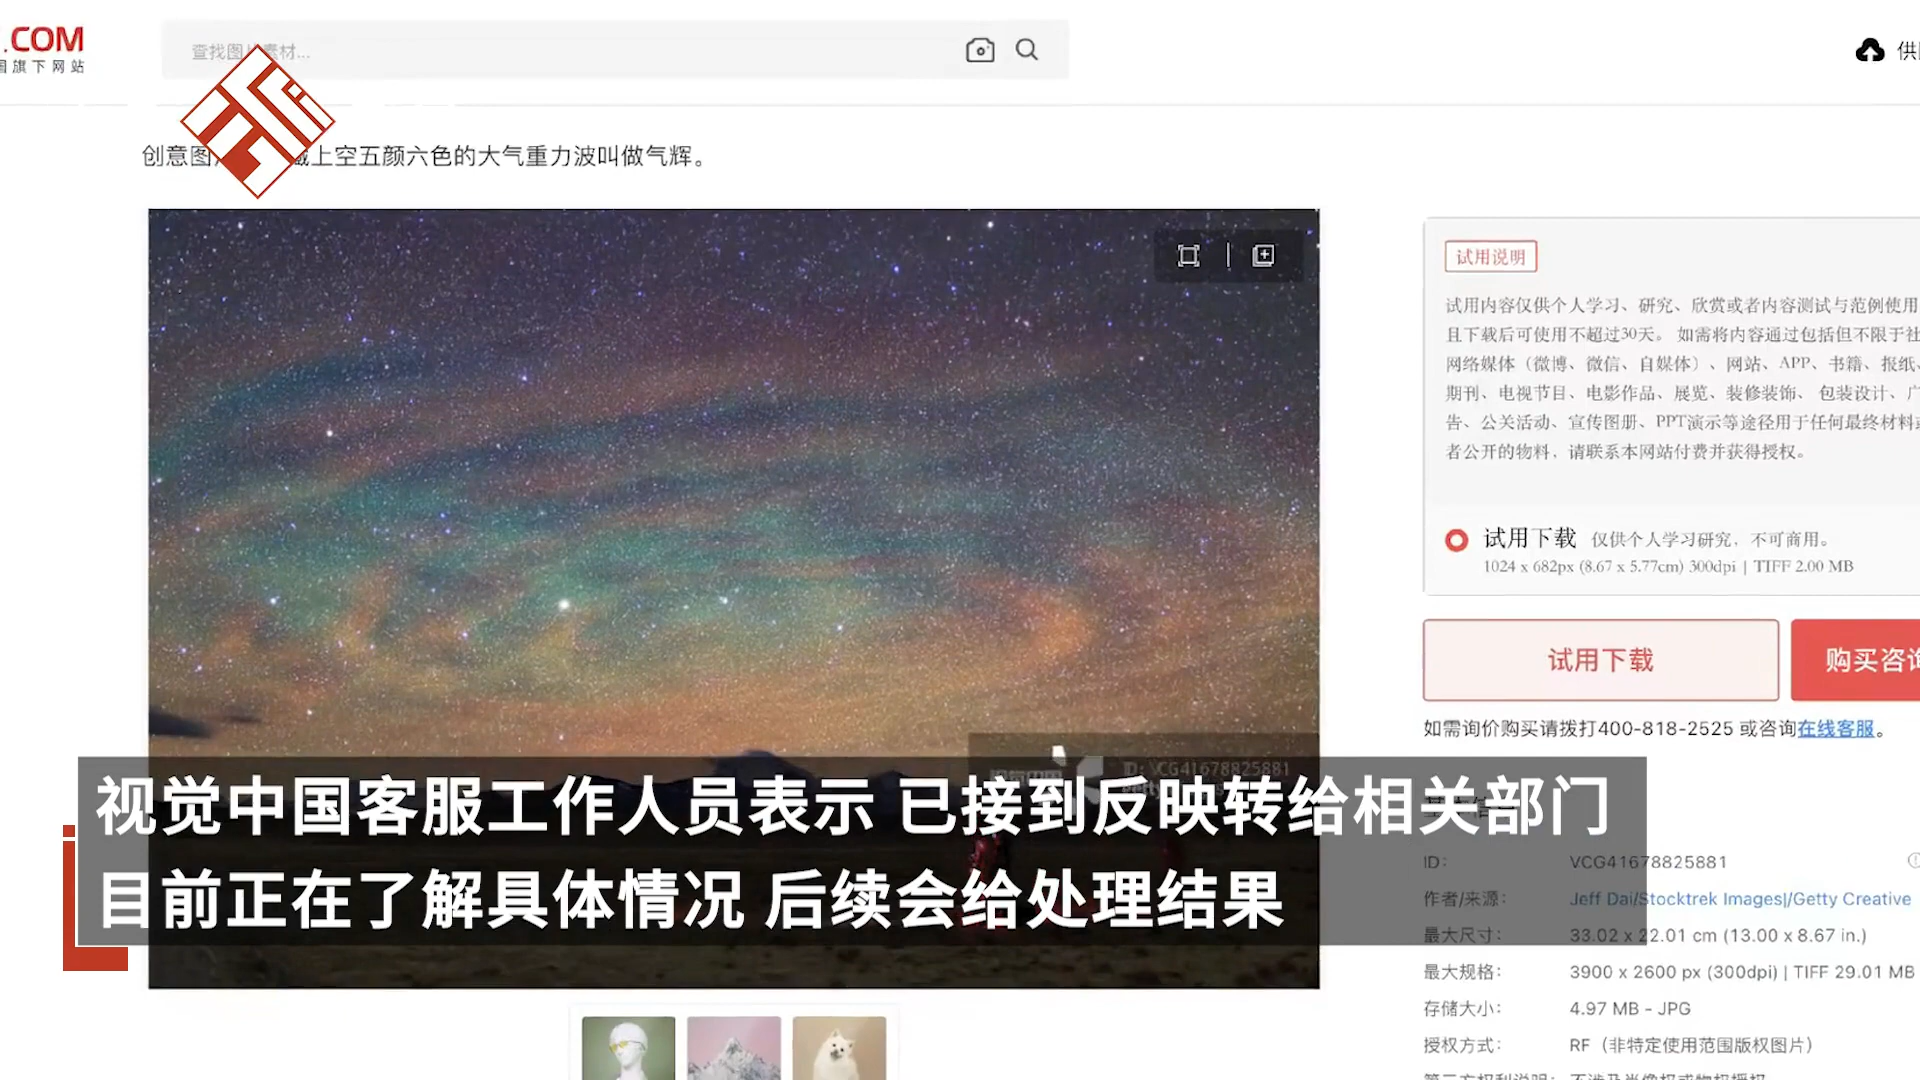 .COM
国旗下网站
查找图片素材...
供
创意图
藏上空五颜六色的大气重力波叫做气辉。
试用说明
试用内容仅供个人学习、研究、欣赏或者内容测试与范例使用
且下载后可使用不超过30天。 如需将内容通过包括但不限于社
网络媒体（微博、微信、自媒体）、网站、APP、书籍、报纸、
期刊、电视节目、电影作品、展览、装修装饰、 包装设计、广
告、公关活动、宣传图册、PPT演示等途径用于任何最终材料或
者公开的物料，请联系本网站付费并获得授权。
试用下载 仅供个人学习研究，不可商用。
1024 x 682px (8.67 x 5.77cm) 300dpi | TIFF 2.00 MB
试用下载
购买咨询
如需询价购买请拨打400-818-2525 或咨询在线客服。
ID: VCG41678825881
视觉中国客服工作人员表示 已接到反映转给相关部门
目前正在了解具体情况 后续会给处理结果
ID: VCG41678825881
作者/来源: Jeff Dai/Stocktrek Images|/Getty Creative
最大尺寸: 33.02 x 22.01 cm (13.00 x 8.67 in.)
最大规格: 3900 x 2600 px (300dpi) | TIFF 29.01 MB
存储大小: 4.97 MB - JPG
授权方式: RF（非特定使用范围版权图片）